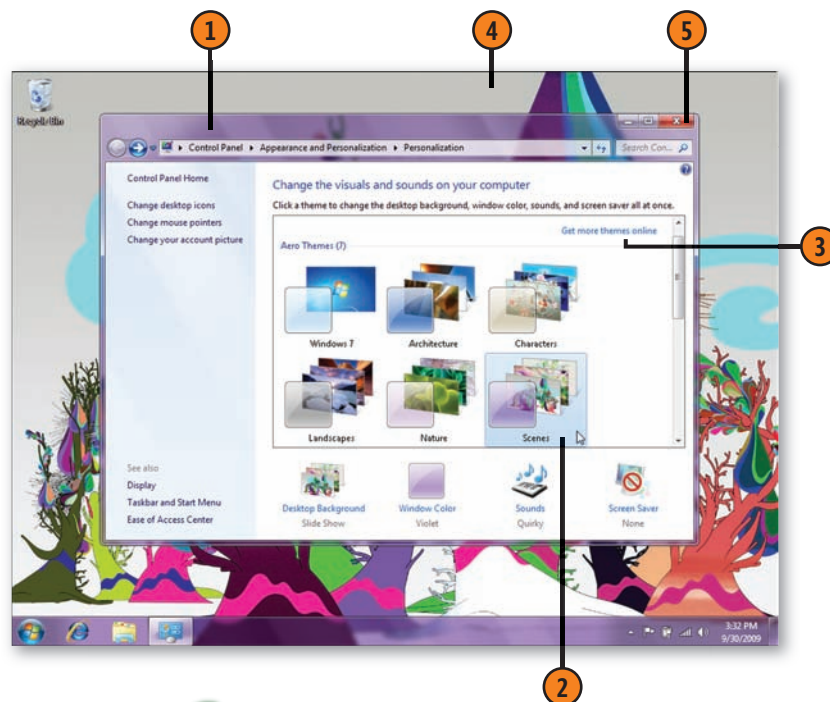 1
4
5
Recycle Bin
Control Panel ▸ Appearance and Personalization ▸ Personalization
Search Con...
Control Panel Home
Change desktop icons
Change mouse pointers
Change your account picture
Change the visuals and sounds on your computer
Click a theme to change the desktop background, window color, sounds, and screen saver all at once.
Get more themes online
3
Aero Themes (7)
Windows 7
Architecture
Characters
Landscapes
Nature
Scenes
See also
Display
Taskbar and Start Menu
Ease of Access Center
Desktop Background
Slide Show
Window Color
Violet
Sounds
Quirky
Screen Saver
None
3:32 PM
9/30/2009
2